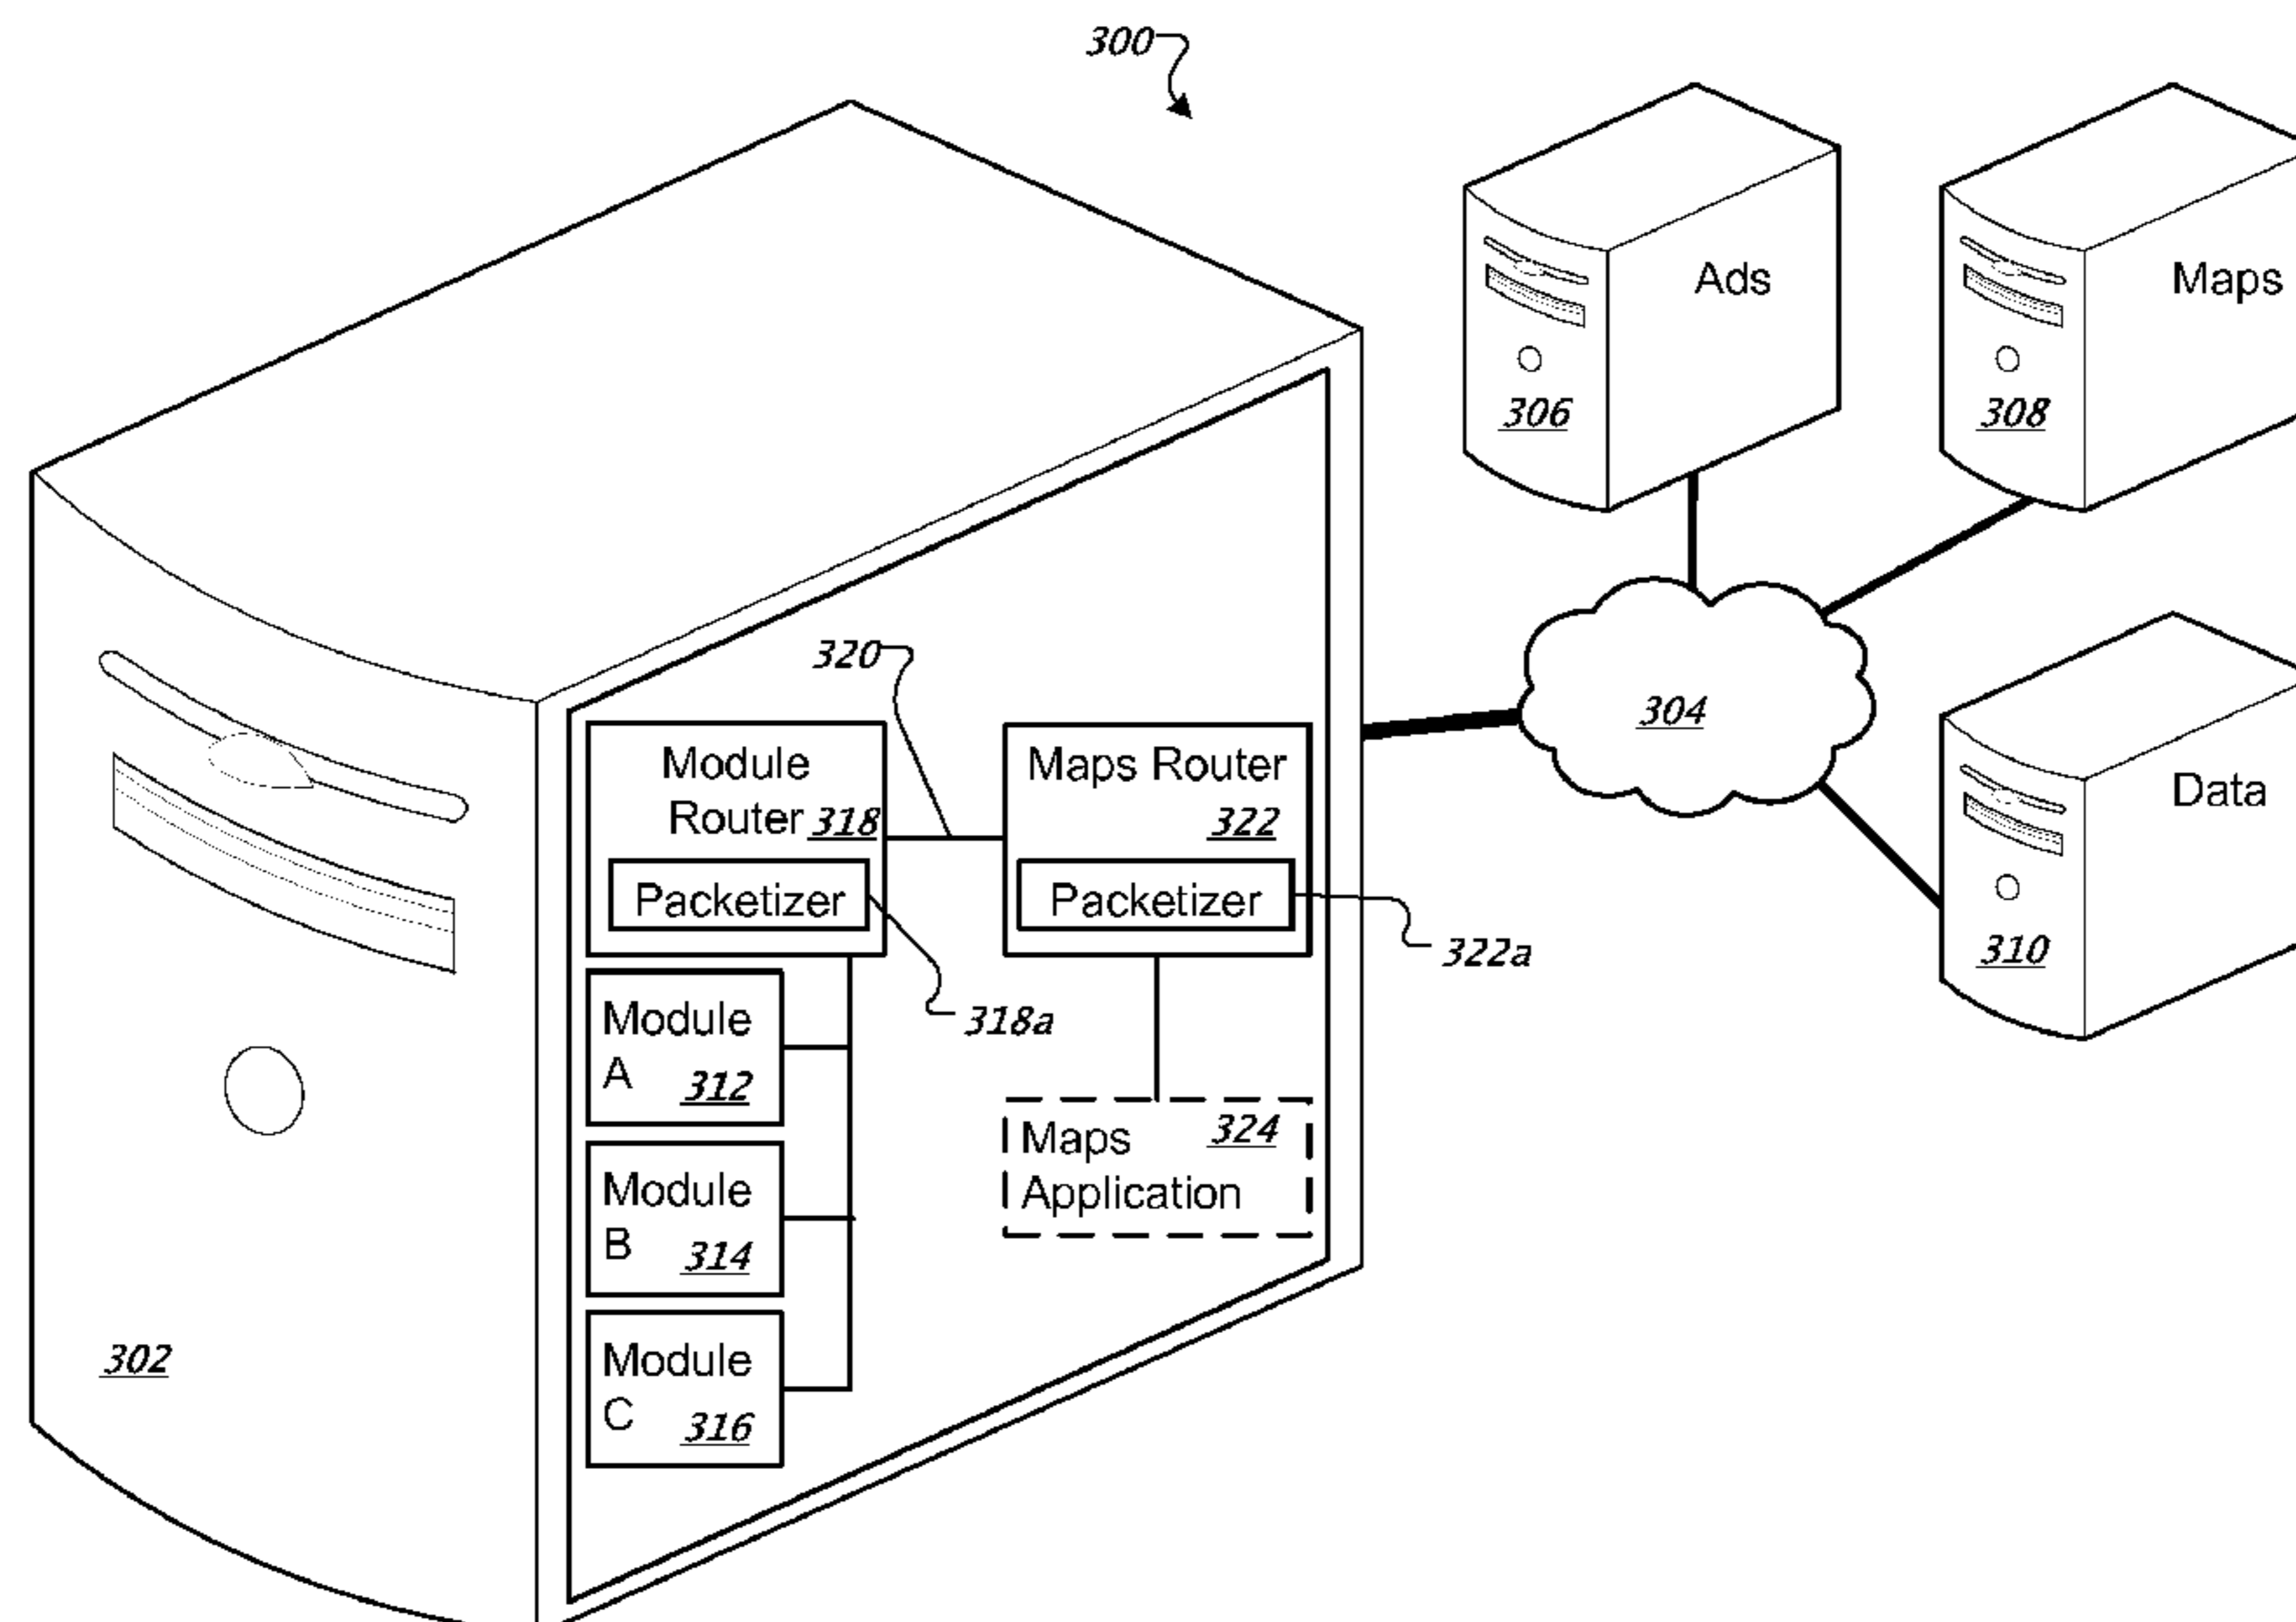 300
Ads
306
Maps
308
304
Data
310
320
Module
Router 318
Packetizer
318a
Maps Router
322
Packetizer
322a
Module
A 312
Module
B 314
Module
C 316
324
Maps
Application
302